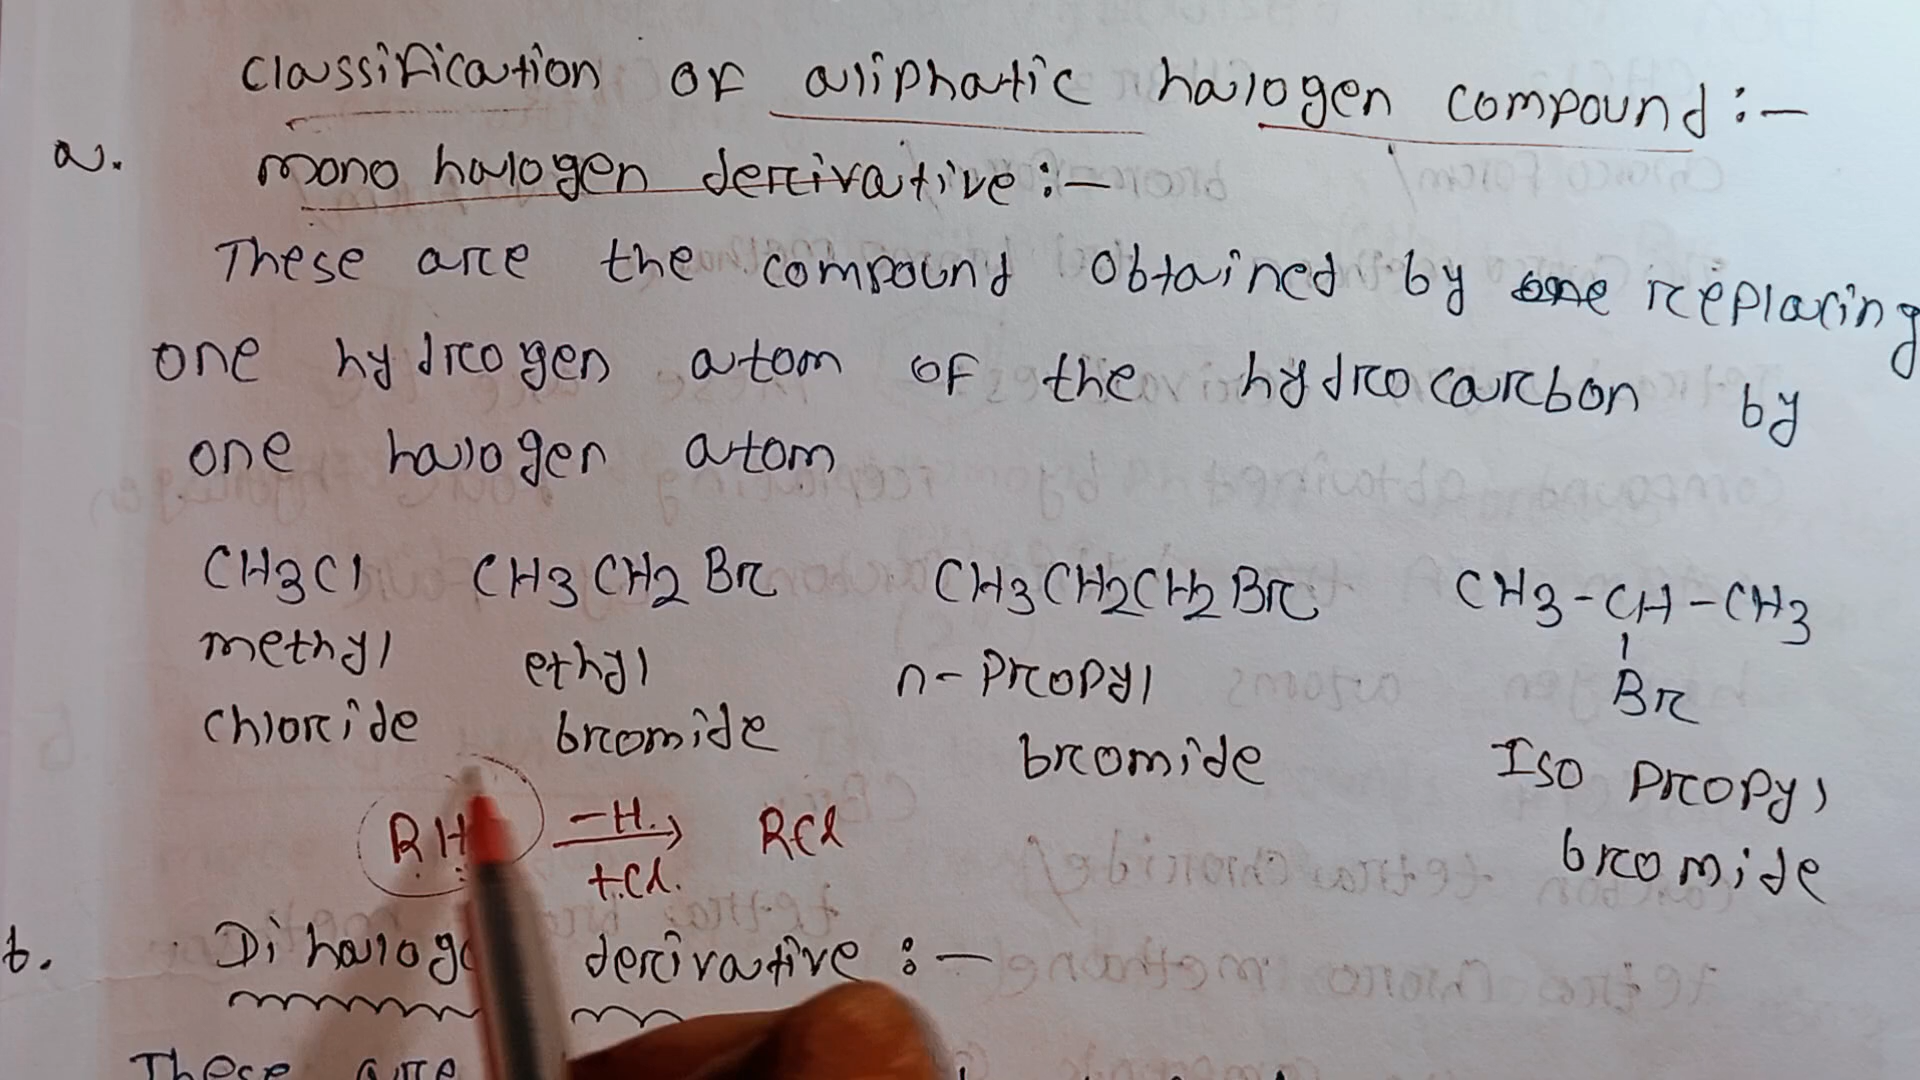 Classification of aliphatic halogen compound :-
a. mono halogen derivative :-
These are the compound obtained by one replacing
one hydrogen atom of the hydrocarbon by
one halogen atom
CH3Cl CH3CH2Br CH3CH2CH2Br CH3-CH-CH3
Br
methyl ethyl n-propyl Iso propyl
chloride bromide bromide bromide
RH -H. +Cl. RCl
b. Di halogen derivative :-
These are